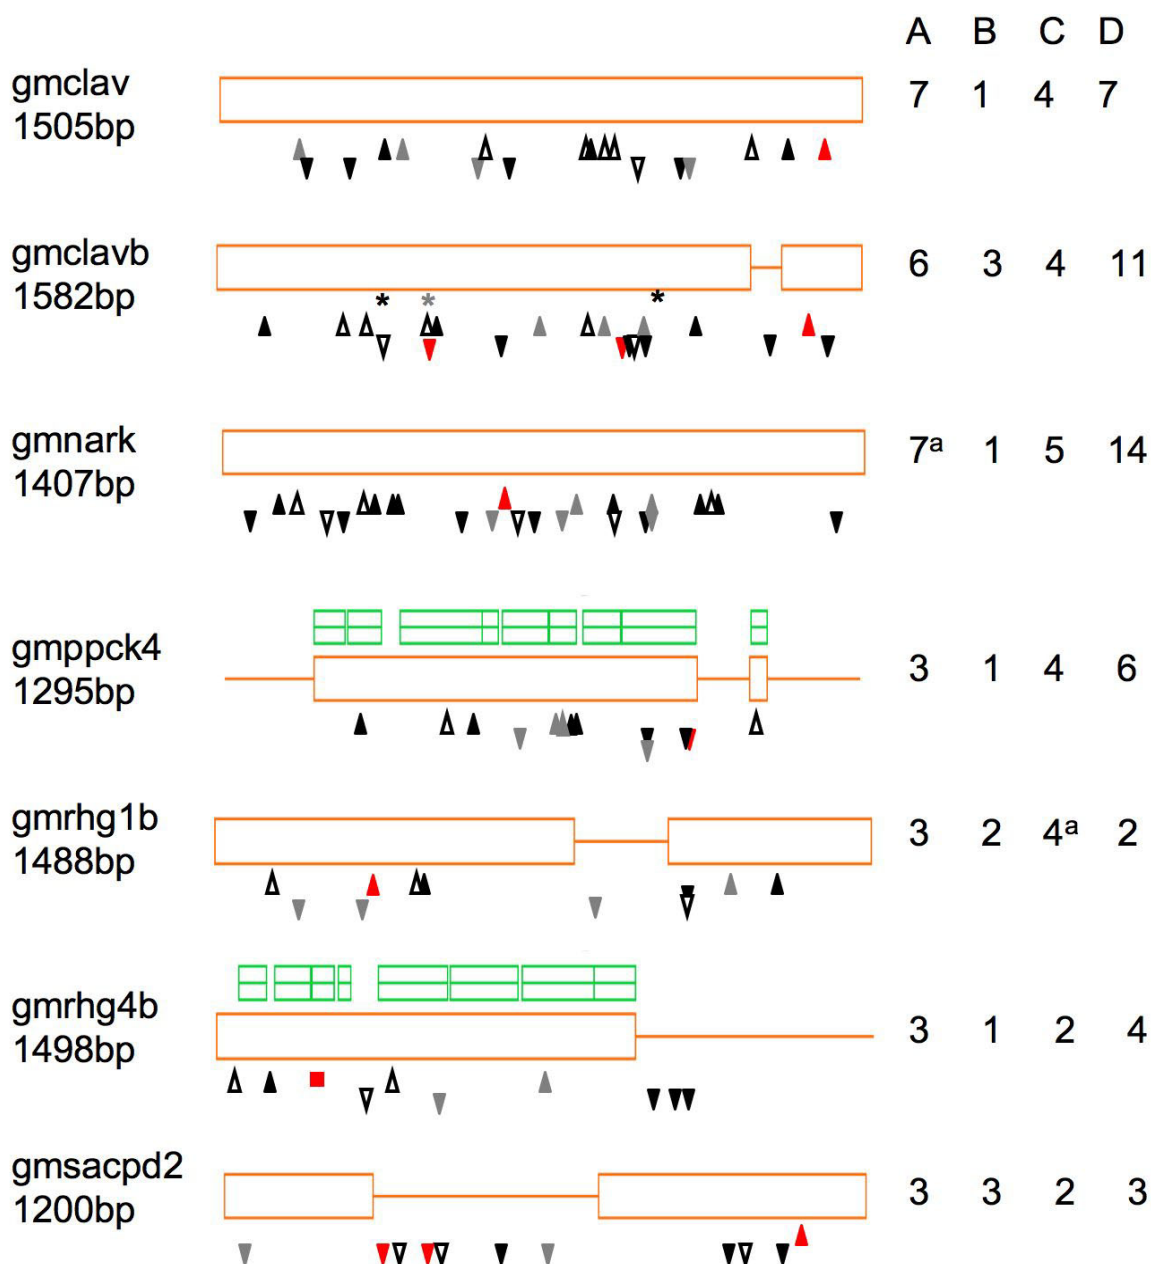 A B C D
gmclav 7 1 4 7
1505bp
gmclavb 6 3 4 11
1582bp
* * *
gmnark 7ᵃ 1 5 14
1407bp
gmppck4 3 1 4 6
1295bp
gmrhg1b 3 2 4ᵃ 2
1488bp
gmrhg4b 3 1 2 4
1498bp
gmsacpd2 3 3 2 3
1200bp